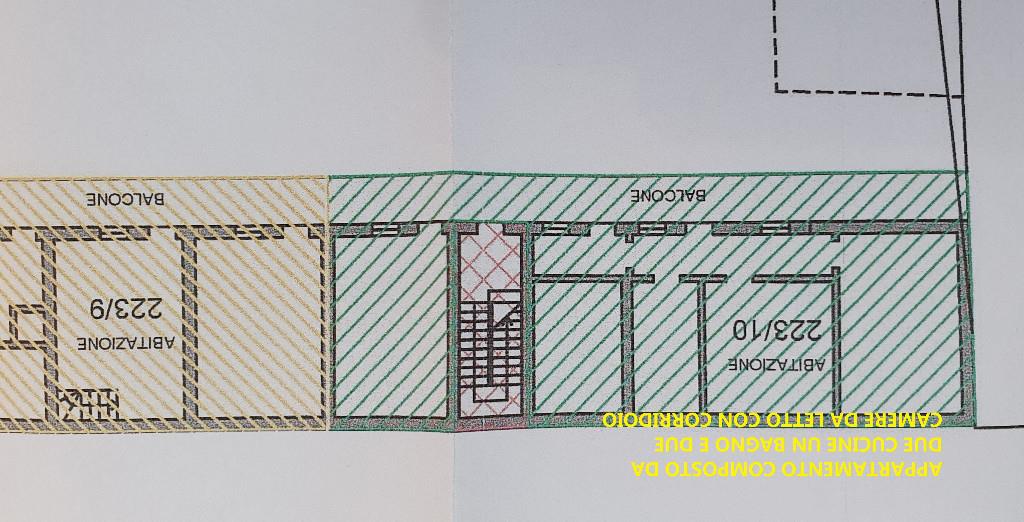 APPARTAMENTO COMPOSTO DA
DUE CUCINE UN BAGNO E DUE
CAMERE DA LETTO CON CORRIDOIO
ABITAZIONE
223/10
ABITAZIONE
223/9
BALCONE
BALCONE